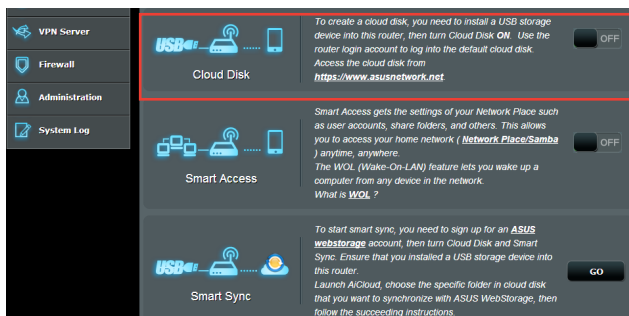 VPN Server
Firewall
Administration
System Log
USB
Cloud Disk
To create a cloud disk, you need to install a USB storage
device into this router, then turn Cloud Disk ON. Use the
router login account to log into the default cloud disk.
Access the cloud disk from
https://www.asusnetwork.net.
OFF
Smart Access
Smart Access gets the settings of your Network Place such
as user accounts, share folders, and others. This allows
you to access your home network ( Network Place/Samba
) anytime, anywhere.
The WOL (Wake-On-LAN) feature lets you wake up a
computer from any device in the network.
What is WOL ?
OFF
USB
Smart Sync
To start smart sync, you need to sign up for an ASUS
webstorage account, then turn Cloud Disk and Smart
Sync. Ensure that you installed a USB storage device into
this router.
Launch AiCloud, choose the specific folder in cloud disk
that you want to synchronize with ASUS WebStorage, then
follow the succeeding instructions.
GO